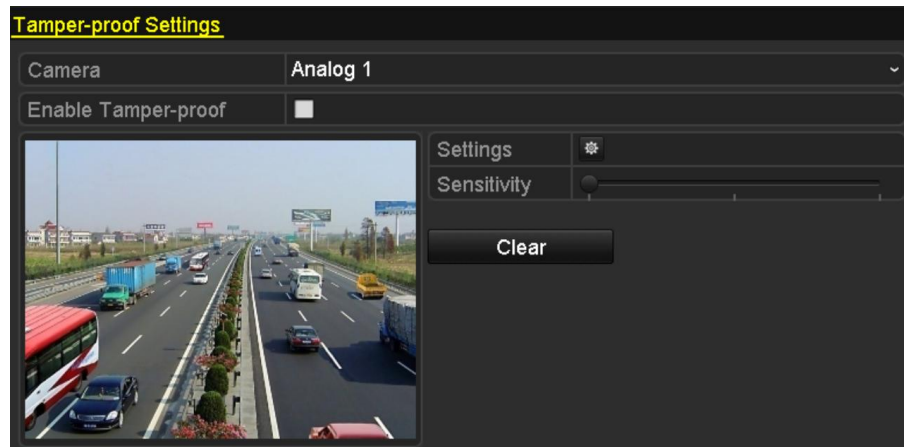 Tamper-proof Settings
Camera
Analog 1
Enable Tamper-proof
Settings
Sensitivity
Clear